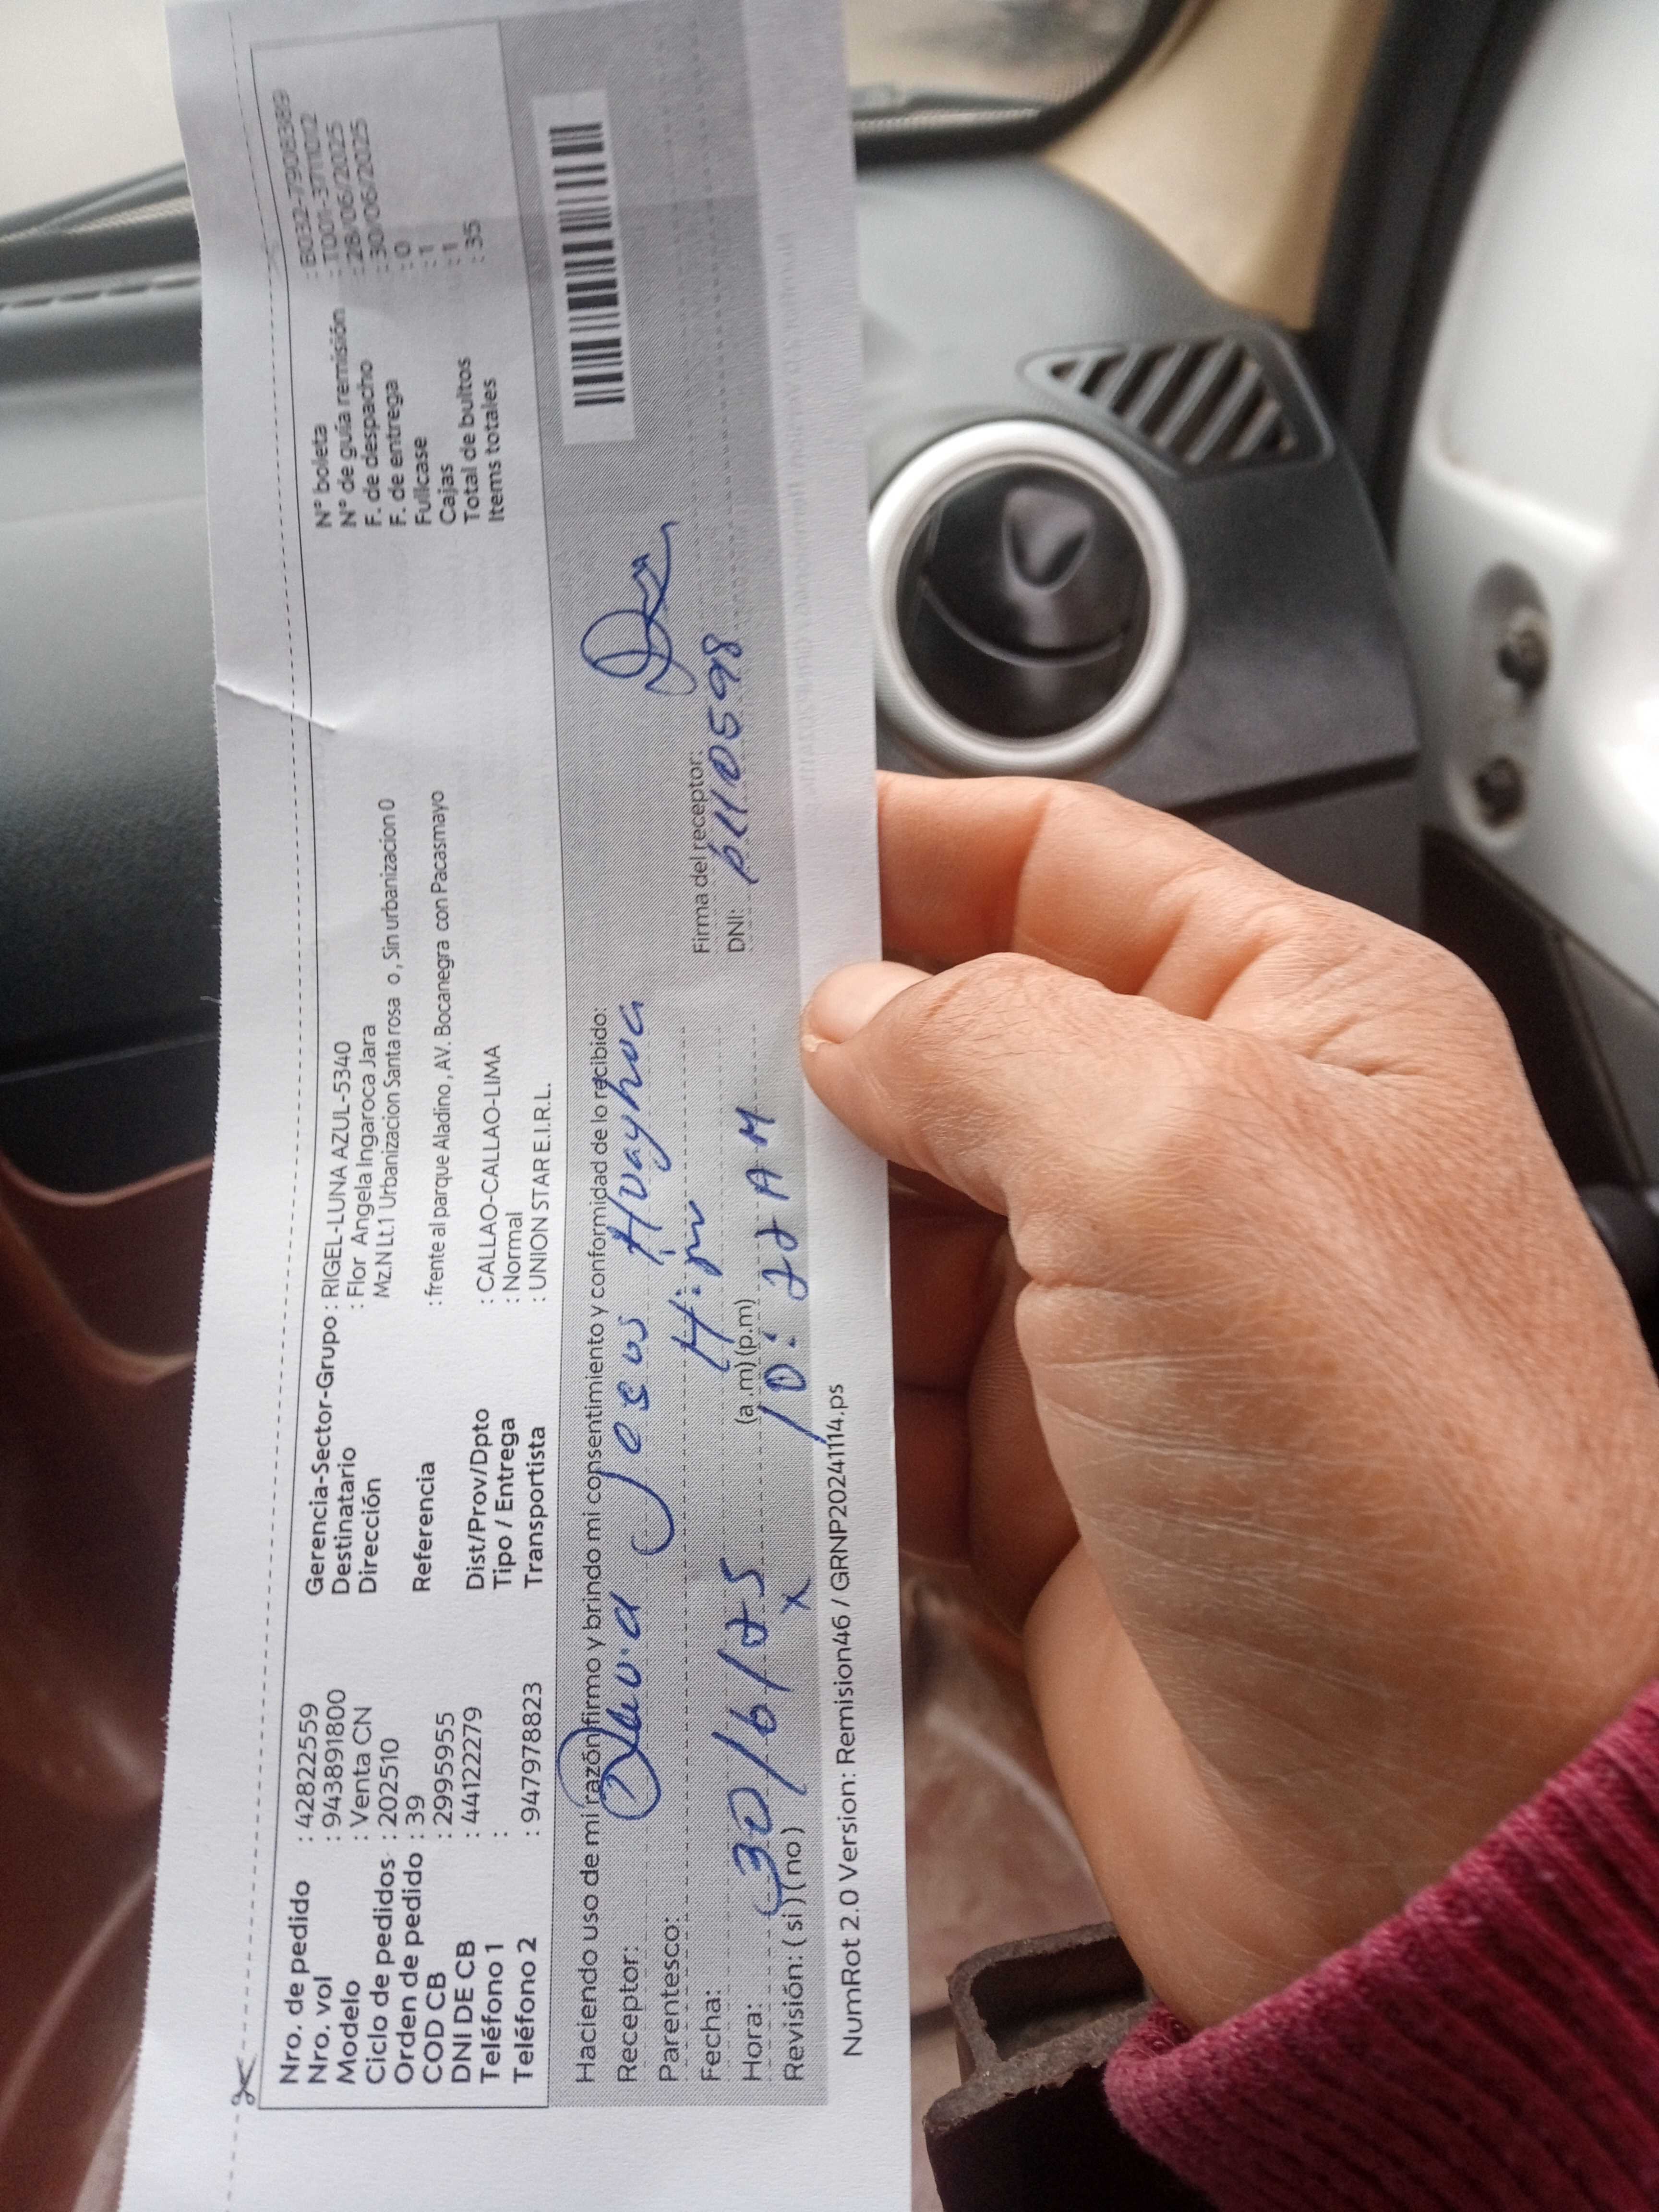 Nro. de pedido : 42822559
Nro. vol : 943891800
Modelo : Venta CN
Ciclo de pedidos : 202510
Orden de pedido : 39
COD CB : 2995955
DNI DE CB : 44122279
Teléfono 1 :
Teléfono 2 : 947978823
Gerencia-Sector-Grupo : RIGEL-LUNA AZUL-5340
Destinatario : Flor Angela Ingaroca Jara
Dirección Mz.N Lt.1 Urbanizacion Santa rosa o , Sin urbanizacion 0
Referencia : frente al parque Aladino , AV. Bocanegra con Pacasmayo
Dist/Prov/Dpto : CALLAO-CALLAO-LIMA
Tipo / Entrega : Normal
Transportista : UNION STAR E.I.R.L.
N° boleta : B032-7908389
N° de guía remisión
F. de despacho : 28/06/2025
F. de entrega : 30/06/2025
Fullcase : 0
Cajas : 1
Total de bultos : 1
Items totales : 35
Haciendo uso de mi razón firmo y brindo mi consentimiento y conformidad de lo recibido:
Receptor: Jesus Huayhua
Parentesco:
Fecha: 30/6/25
Hora: (a .m) (p.m) 10: 22 AM
Revisión: ( si ) ( no ) x
Firma del receptor:
DNI:
NumRot 2.0 Version: Remision46 / GRNP20241114.ps